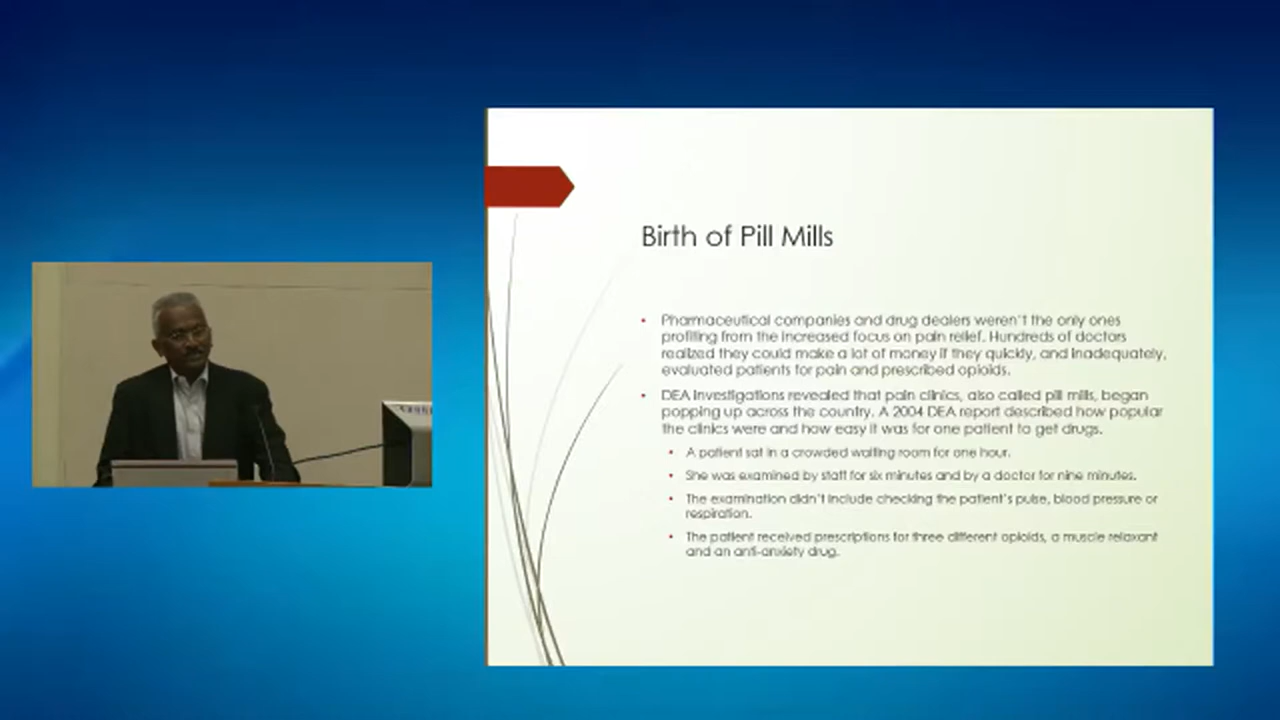 Birth of Pill Mills
Pharmaceutical companies and drug dealers weren't the only ones
profiting from the increased focus on pain relief. Hundreds of doctors
realized they could make a lot of money if they quickly, and inadequately,
evaluated patients for pain and prescribed opioids.
DEA investigations revealed that pain clinics, also called pill mills, began
popping up across the country. A 2004 DEA report described how popular
the clinics were and how easy it was for one patient to get drugs.
A patient sat in a crowded waiting room for one hour.
She was examined by staff for six minutes and by a doctor for nine minutes.
The examination didn't include checking the patient's pulse, blood pressure or
respiration.
The patient received prescriptions for three different opioids, a muscle relaxant
and an anti-anxiety drug.